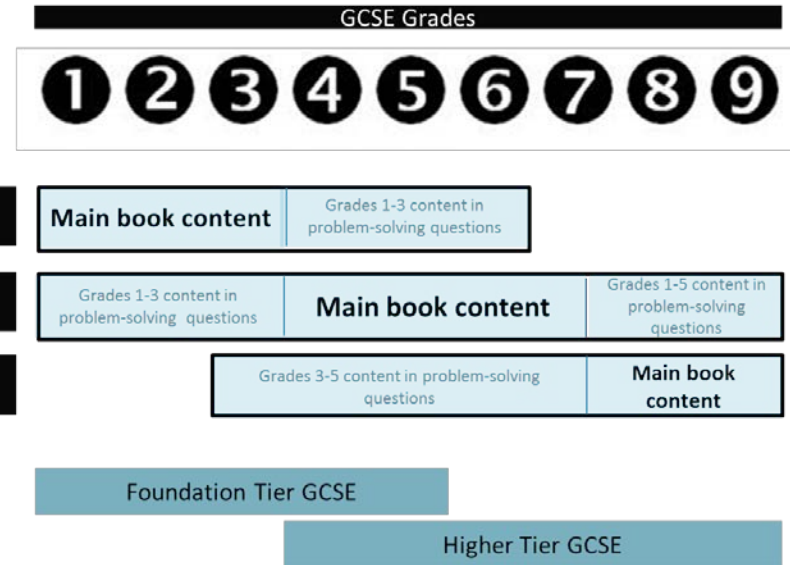 GCSE Grades
1 2 3 4 5 6 7 8 9
Main book content
Grades 1-3 content in
problem-solving questions
Grades 1-3 content in
problem-solving questions
Main book content
Grades 1-5 content in
problem-solving
questions
Grades 3-5 content in problem-solving
questions
Main book
content
Foundation Tier GCSE
Higher Tier GCSE